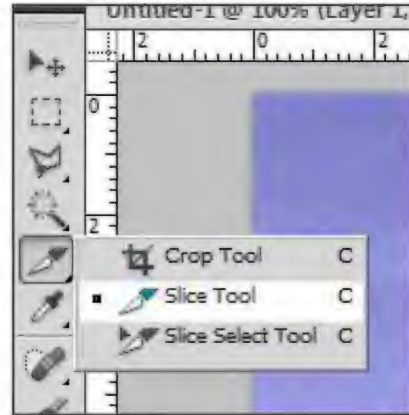 Untitled-1 @ 100% (Layer 1,
2 0 2
0
2
Crop Tool C
Slice Tool C
Slice Select Tool C